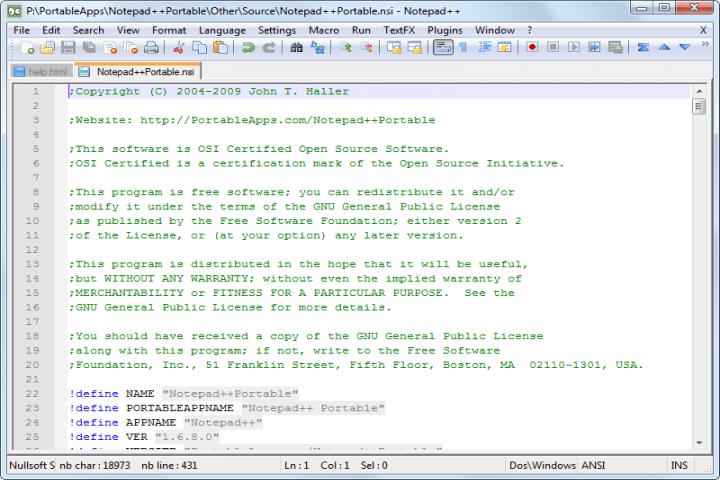 P:\PortableApps\Notepad++Portable\Other\Source\Notepad++Portable.nsi - Notepad++
File Edit Search View Format Language Settings Macro Run TextFX Plugins Window ? X
help.html Notepad++Portable.nsi
1 ;Copyright (C) 2004-2009 John T. Haller
2
3 ;Website: http://PortableApps.com/Notepad++Portable
4
5 ;This software is OSI Certified Open Source Software.
6 ;OSI Certified is a certification mark of the Open Source Initiative.
7
8 ;This program is free software; you can redistribute it and/or
9 ;modify it under the terms of the GNU General Public License
10 ;as published by the Free Software Foundation; either version 2
11 ;of the License, or (at your option) any later version.
12
13 ;This program is distributed in the hope that it will be useful,
14 ;but WITHOUT ANY WARRANTY; without even the implied warranty of
15 ;MERCHANTABILITY or FITNESS FOR A PARTICULAR PURPOSE.  See the
16 ;GNU General Public License for more details.
17
18 ;You should have received a copy of the GNU General Public License
19 ;along with this program; if not, write to the Free Software
20 ;Foundation, Inc., 51 Franklin Street, Fifth Floor, Boston, MA  02110-1301, USA.
21
22 !define NAME "Notepad++Portable"
23 !define PORTABLEAPPNAME "Notepad++ Portable"
24 !define APPNAME "Notepad++"
25 !define VER "1.6.8.0"
Nullsoft S nb char : 18973 nb line : 431 Ln : 1 Col : 1 Sel : 0 Dos\Windows ANSI INS